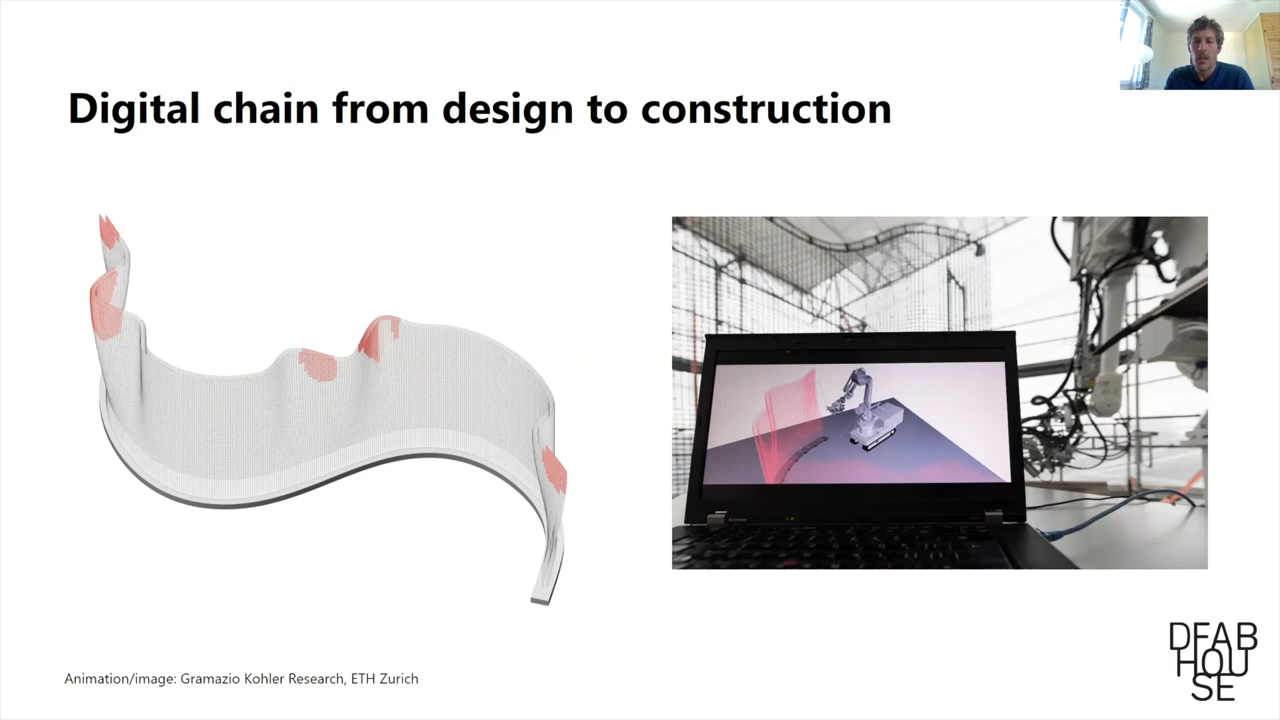 Digital chain from design to construction
Animation/image: Gramazio Kohler Research, ETH Zurich
DFAB
HOU
SE